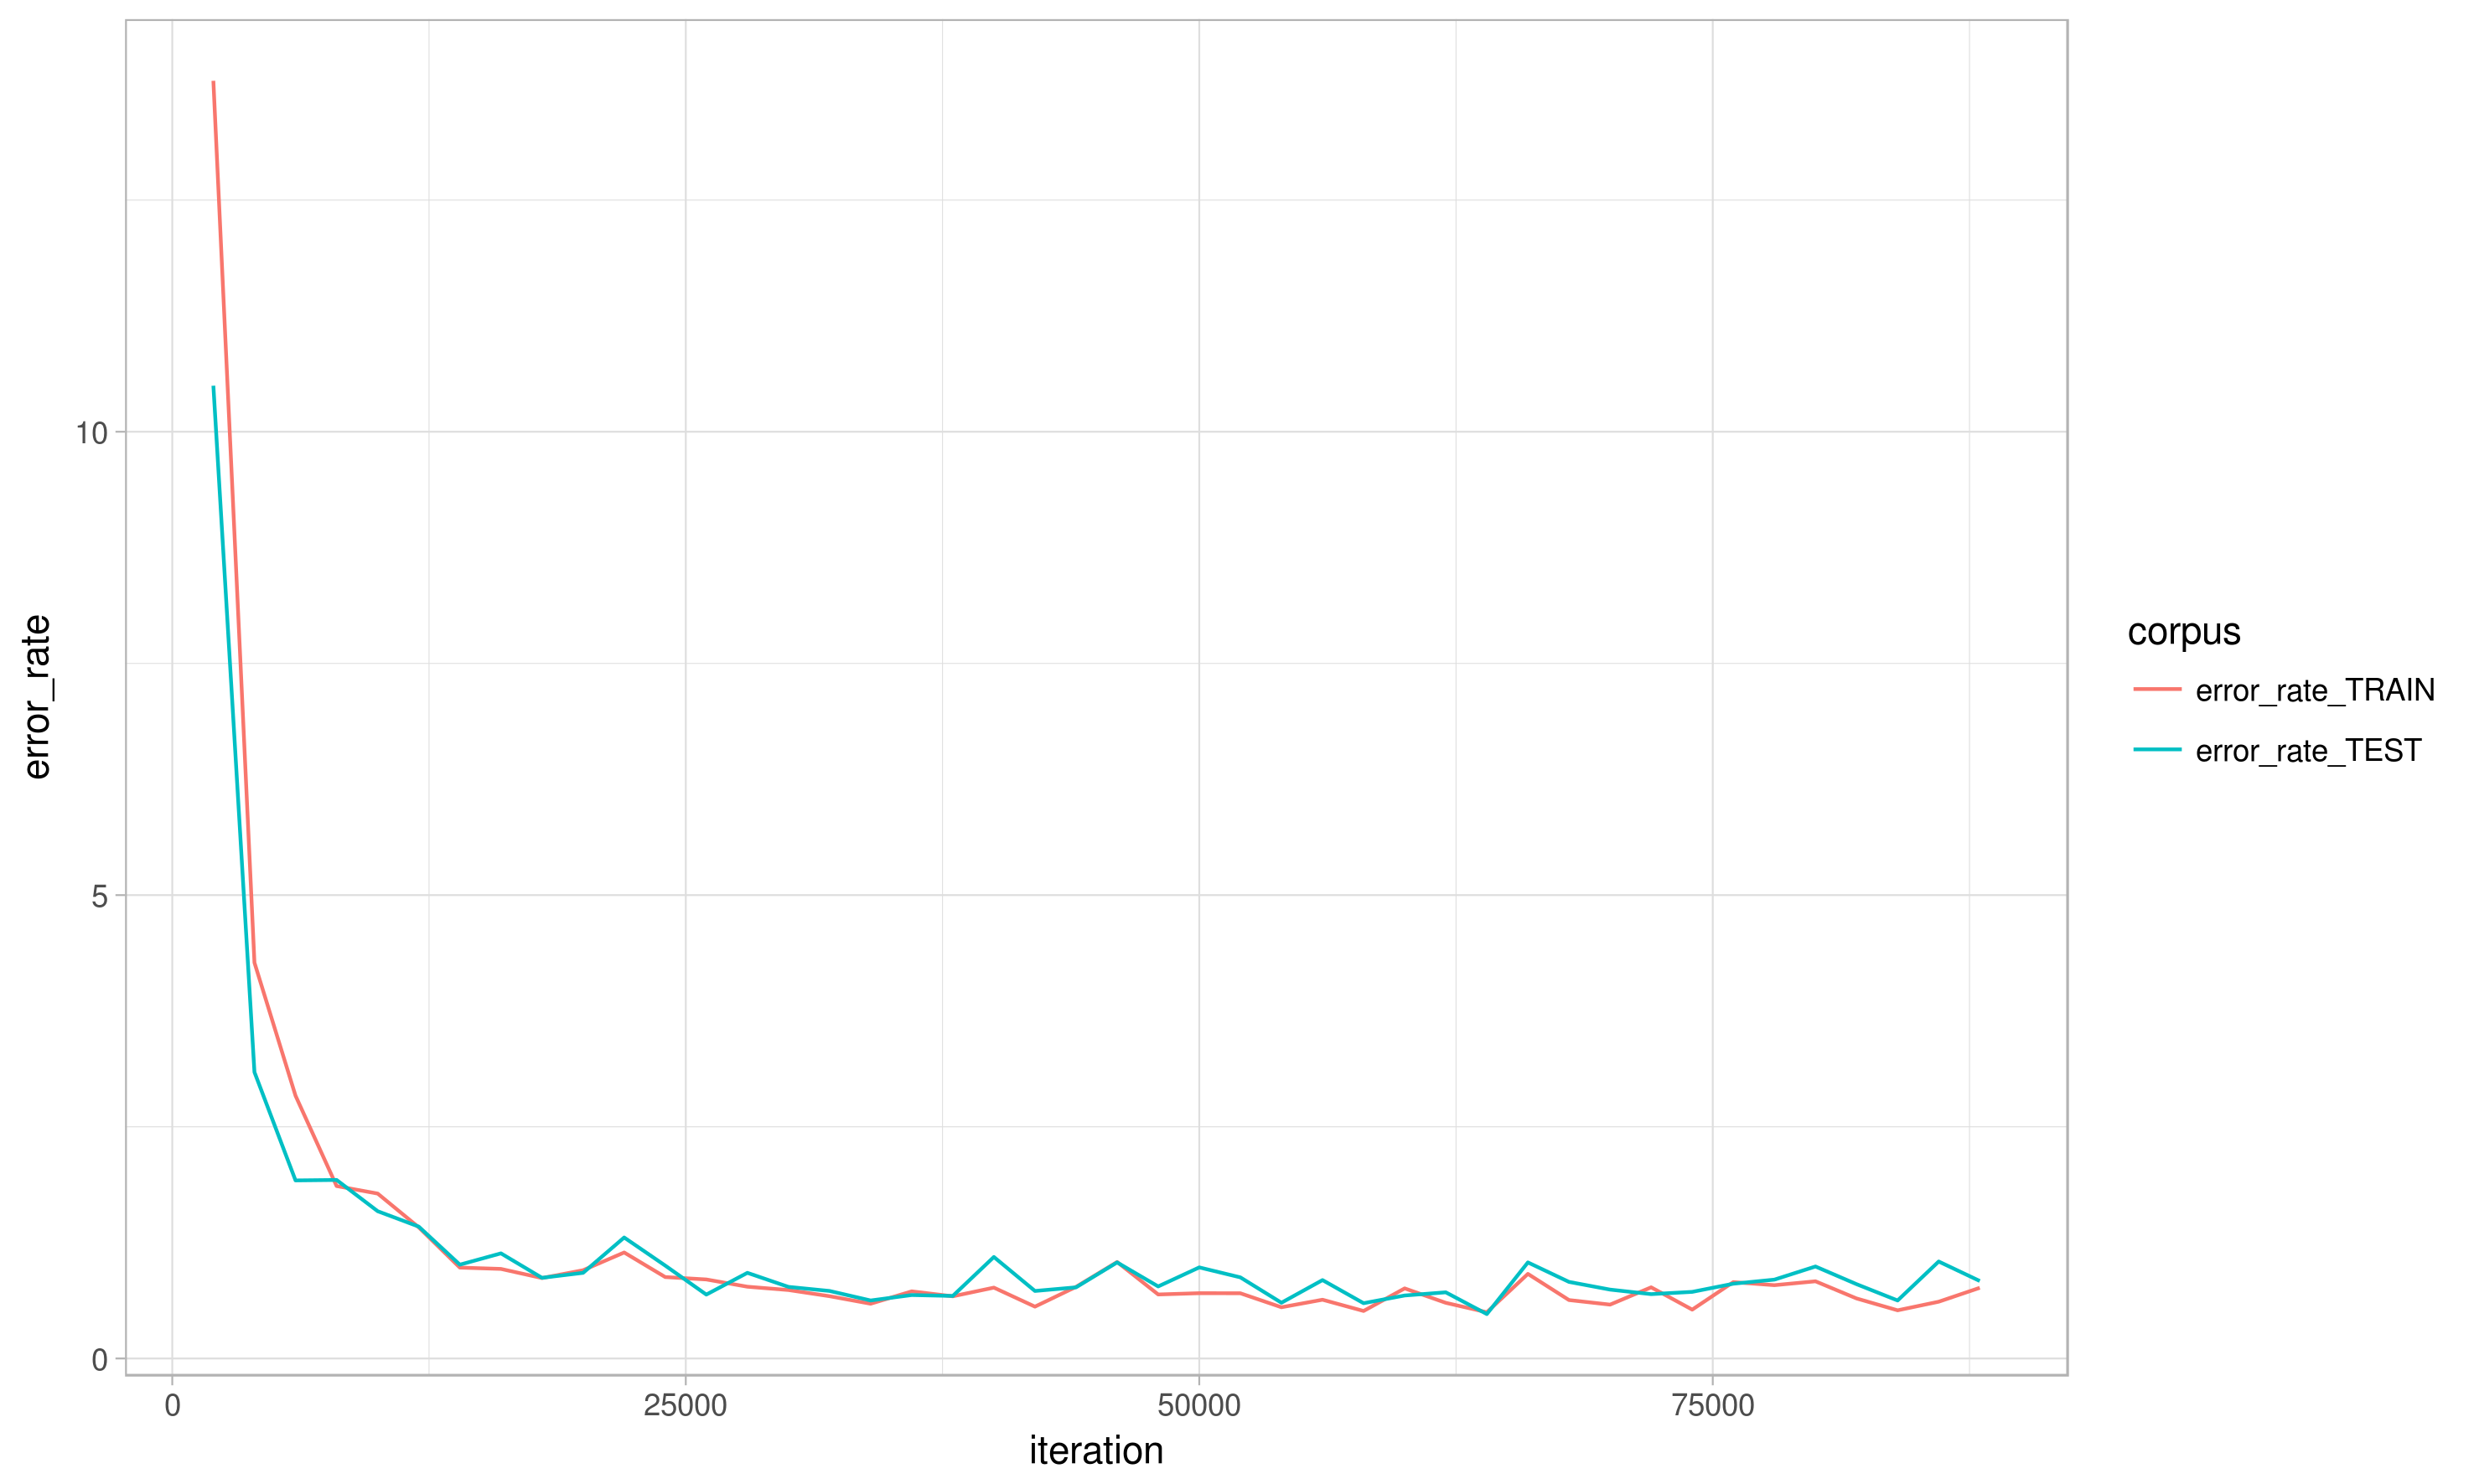 10
5
0
error_rate
0 25000 50000 75000
iteration
corpus
error_rate_TRAIN
error_rate_TEST